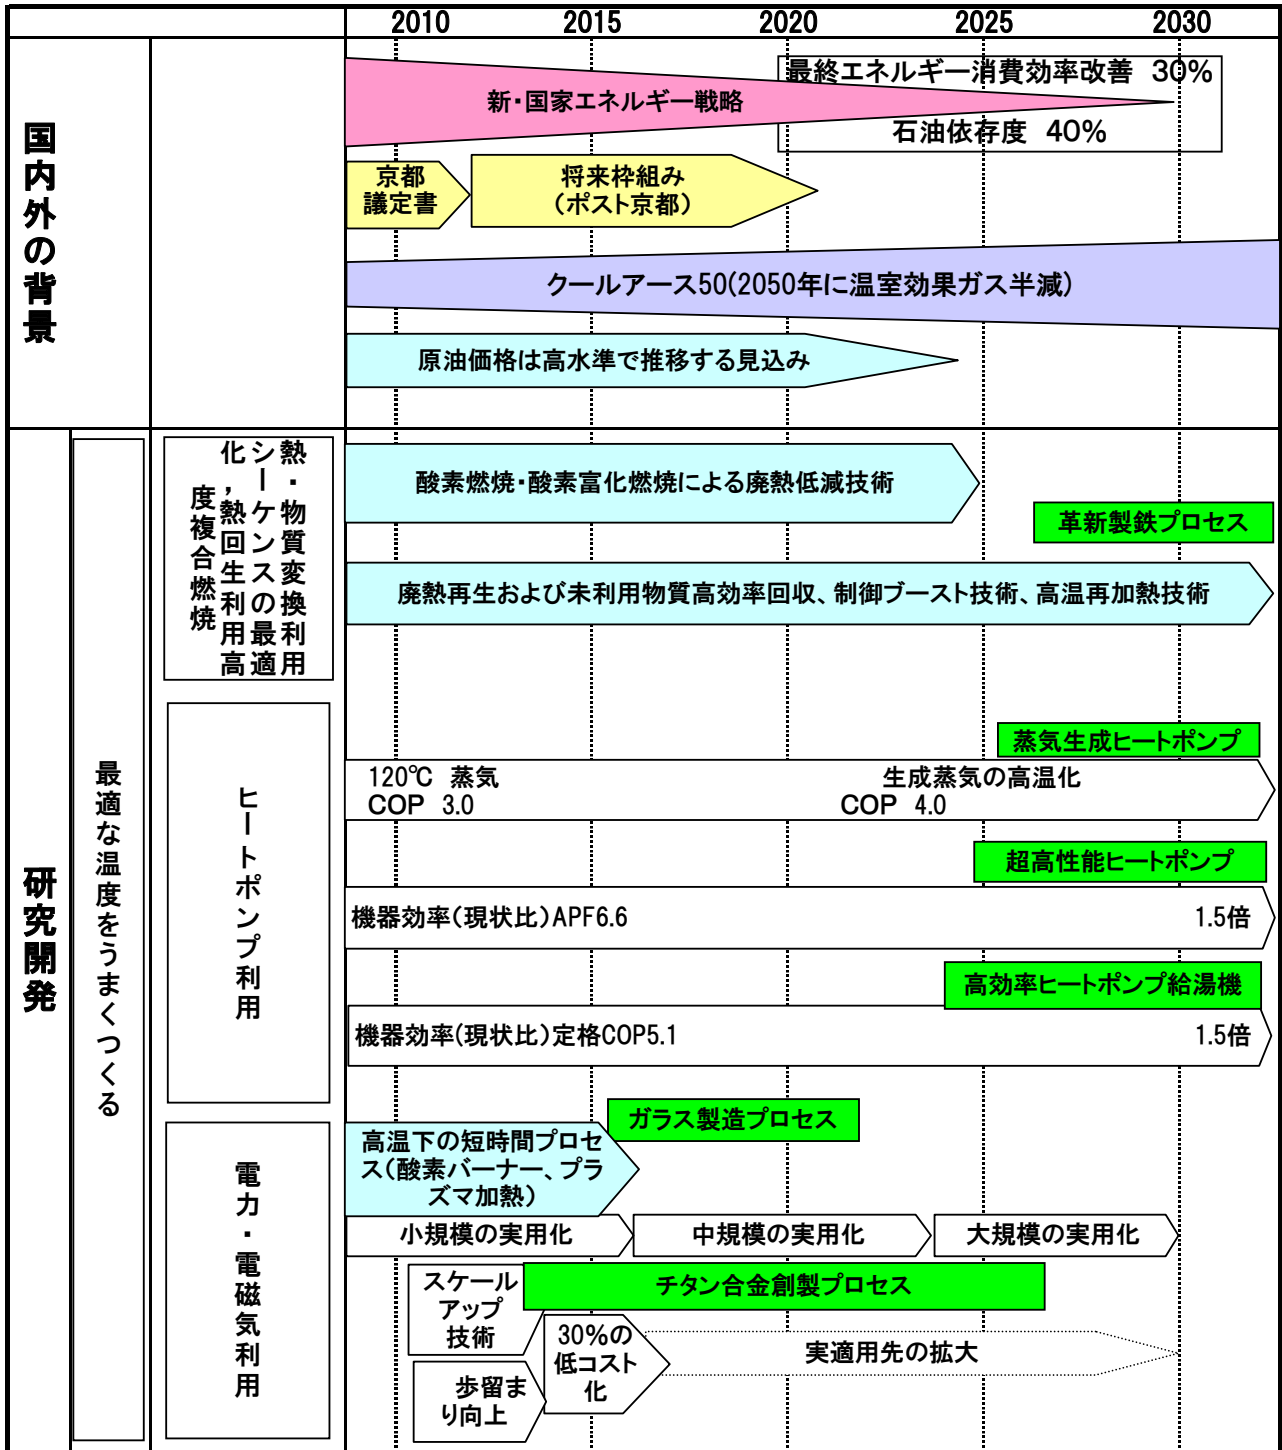 2010 2015 2020 2025 2030
国内外の背景
最終エネルギー消費効率改善 30%
新・国家エネルギー戦略
石油依存度 40%
京都
議定書
将来枠組み
（ポスト京都）
クールアース50(2050年に温室効果ガス半減)
原油価格は高水準で推移する見込み
研究開発
最適な温度をうまくつくる
熱・物質変換利用
シーケンスの最適
化，熱回生利用高
度複合燃焼
酸素燃焼・酸素富化燃焼による廃熱低減技術
革新製鉄プロセス
廃熱再生および未利用物質高効率回収、制御ブースト技術、高温再加熱技術
ヒートポンプ利用
蒸気生成ヒートポンプ
120℃ 蒸気
COP 3.0
生成蒸気の高温化
COP 4.0
超高性能ヒートポンプ
機器効率（現状比）APF6.6
1.5倍
高効率ヒートポンプ給湯機
機器効率(現状比）定格COP5.1
1.5倍
電力・電磁気利用
ガラス製造プロセス
高温下の短時間プロセ
ス（酸素バーナー、プラ
ズマ加熱）
小規模の実用化
中規模の実用化
大規模の実用化
スケール
アップ
技術
チタン合金創製プロセス
30%の
低コスト
化
実適用先の拡大
歩留ま
り向上